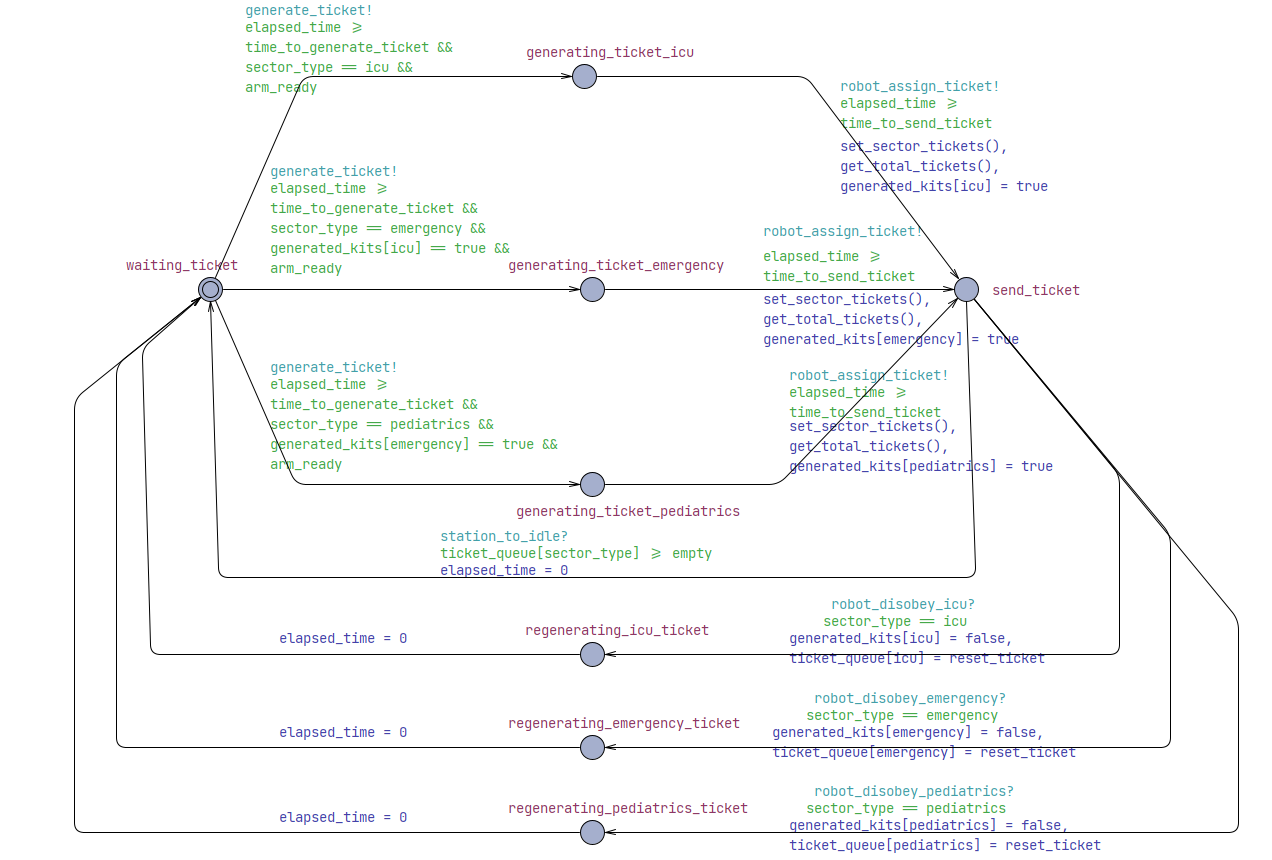 generate_ticket!
elapsed_time ⩾
time_to_generate_ticket &&
sector_type == icu &&
arm_ready
generating_ticket_icu
robot_assign_ticket!
elapsed_time ⩾
time_to_send_ticket
set_sector_tickets(),
get_total_tickets(),
generated_kits[icu] = true
generate_ticket!
elapsed_time ⩾
time_to_generate_ticket &&
sector_type == emergency &&
generated_kits[icu] == true &&
arm_ready
waiting_ticket
generating_ticket_emergency
robot_assign_ticket!
elapsed_time ⩾
time_to_send_ticket
set_sector_tickets(),
get_total_tickets(),
generated_kits[emergency] = true
send_ticket
generate_ticket!
elapsed_time ⩾
time_to_generate_ticket &&
sector_type == pediatrics &&
generated_kits[emergency] == true &&
arm_ready
robot_assign_ticket!
elapsed_time ⩾
time_to_send_ticket
set_sector_tickets(),
get_total_tickets(),
generated_kits[pediatrics] = true
generating_ticket_pediatrics
station_to_idle?
ticket_queue[sector_type] ⩾ empty
elapsed_time = 0
elapsed_time = 0
regenerating_icu_ticket
robot_disobey_icu?
sector_type == icu
generated_kits[icu] = false,
ticket_queue[icu] = reset_ticket
elapsed_time = 0
regenerating_emergency_ticket
robot_disobey_emergency?
sector_type == emergency
generated_kits[emergency] = false,
ticket_queue[emergency] = reset_ticket
elapsed_time = 0
regenerating_pediatrics_ticket
robot_disobey_pediatrics?
sector_type == pediatrics
generated_kits[pediatrics] = false,
ticket_queue[pediatrics] = reset_ticket